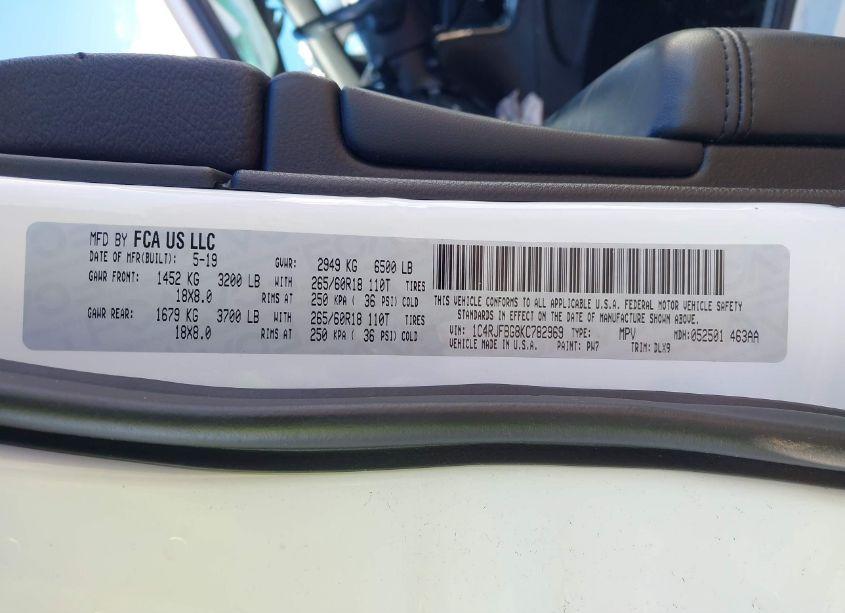 MFD BY FCA US LLC
DATE OF MFR(BUILT): 5-19 GVWR: 2949 KG 6500 LB
GAWR FRONT: 1452 KG 3200 LB WITH 265/60R18 110T TIRES
18X8.0 RIMS AT 250 KPA ( 36 PSI) COLD
GAWR REAR: 1679 KG 3700 LB WITH 265/60R18 110T TIRES
18X8.0 RIMS AT 250 KPA ( 36 PSI) COLD
THIS VEHICLE CONFORMS TO ALL APPLICABLE U.S.A. FEDERAL MOTOR VEHICLE SAFETY
STANDARDS IN EFFECT ON THE DATE OF MANUFACTURE SHOWN ABOVE.
VIN: 1C4RJFBG8KC782969 TYPE: MPV MDH:052501 463AA
VEHICLE MADE IN U.S.A. PAINT: PW7 TRIM: DLX9